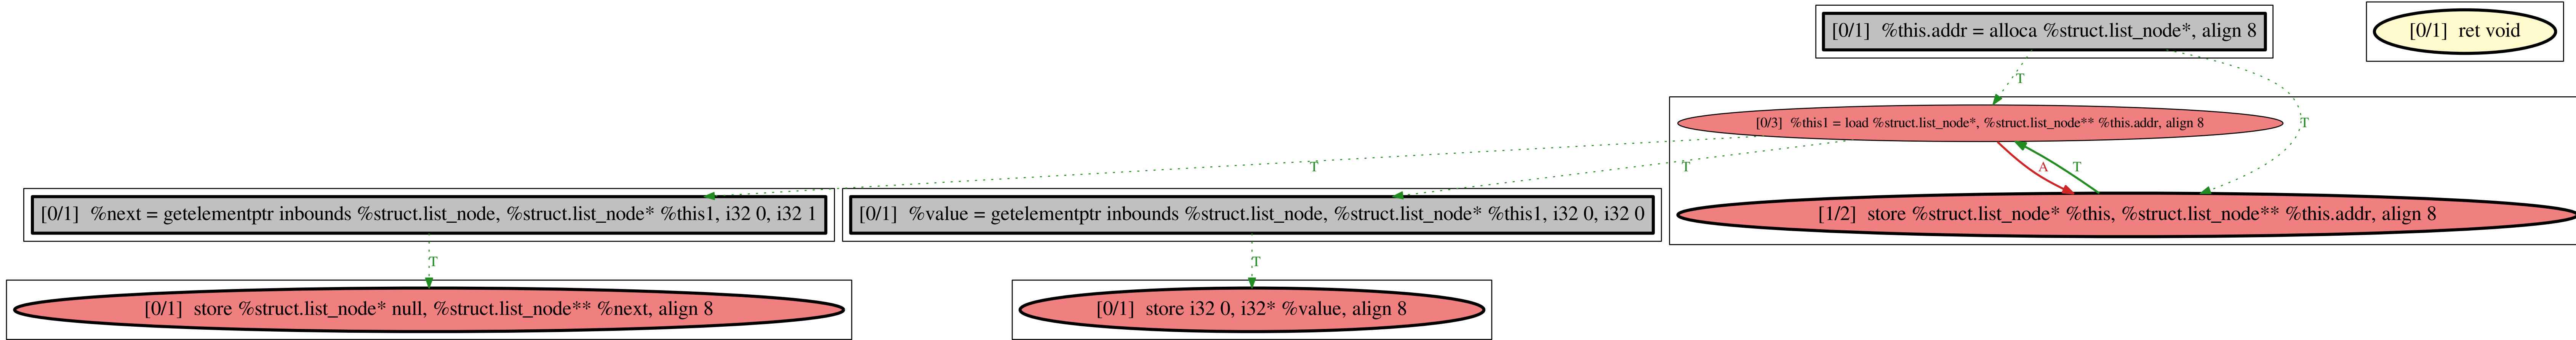 [0/1]  %this.addr = alloca %struct.list_node*, align 8
[0/1]  ret void
T
T
[0/3]  %this1 = load %struct.list_node*, %struct.list_node** %this.addr, align 8
T
T
A
T
[0/1]  %next = getelementptr inbounds %struct.list_node, %struct.list_node* %this1, i32 0, i32 1
[0/1]  %value = getelementptr inbounds %struct.list_node, %struct.list_node* %this1, i32 0, i32 0
[1/2]  store %struct.list_node* %this, %struct.list_node** %this.addr, align 8
T
T
[0/1]  store %struct.list_node* null, %struct.list_node** %next, align 8
[0/1]  store i32 0, i32* %value, align 8